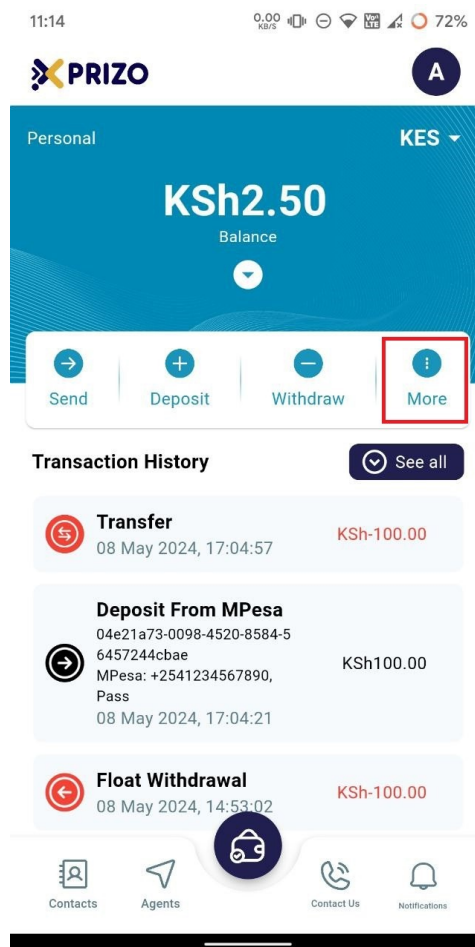 11:14
0.00 KB/S
Vo LTE
72%
PRIZO
A
Personal
KES
KSh2.50
Balance
Send
Deposit
Withdraw
More
Transaction History
See all
Transfer
08 May 2024, 17:04:57
KSh-100.00
Deposit From MPesa
04e21a73-0098-4520-8584-5
6457244cbae
MPesa: +2541234567890,
Pass
08 May 2024, 17:04:21
KSh100.00
Float Withdrawal
08 May 2024, 14:53:02
KSh-100.00
Contacts
Agents
Contact Us
Notifications